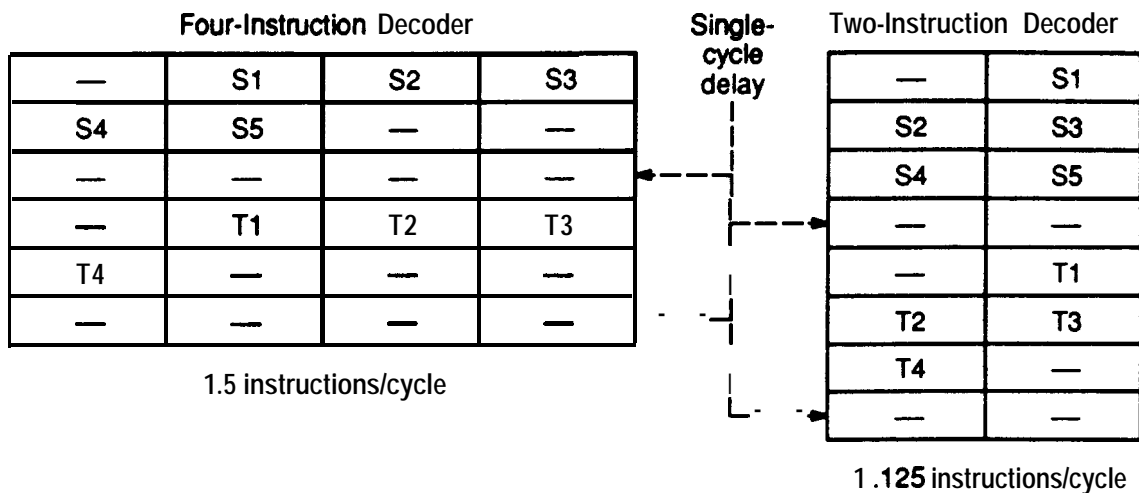 Four-Instruction Decoder
Single-
cycle
delay
Two-Instruction Decoder
— S1 S2 S3
S4 S5 — —
— — — —
— T1 T2 T3
T4 — — —
— — — —
1.5 instructions/cycle
— S1
S2 S3
S4 S5
— —
— T1
T2 T3
T4 —
— —
1 .125 instructions/cycle